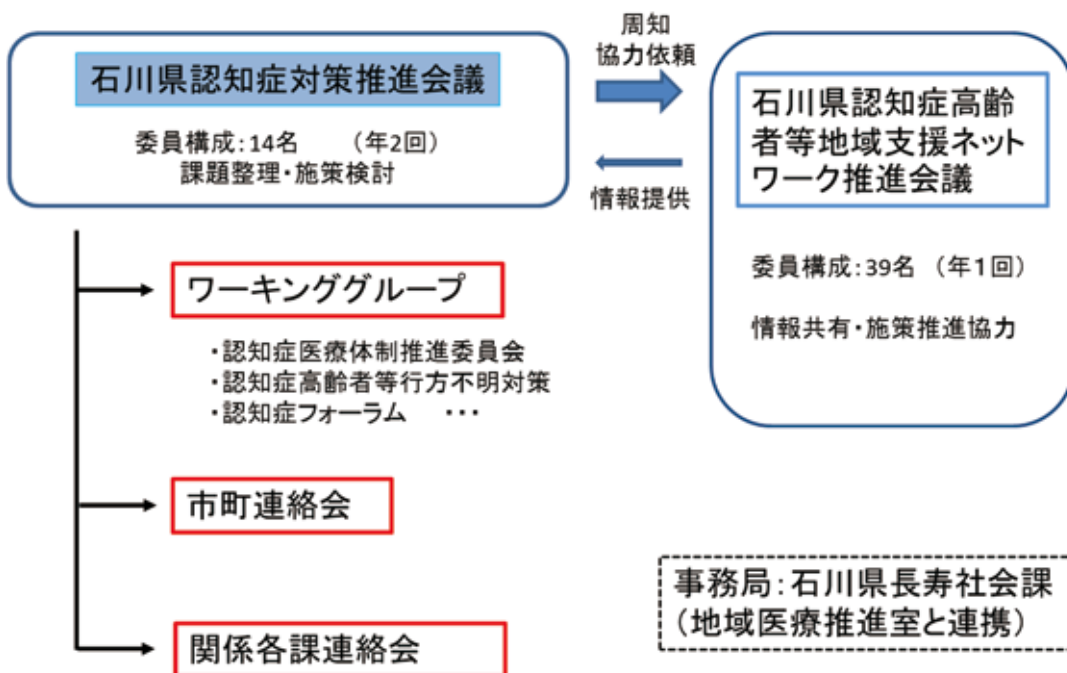 石川県認知症対策推進会議
委員構成：14名　（年2回）
課題整理・施策検討
周知
協力依頼
情報提供
石川県認知症高齢
者等地域支援ネット
ワーク推進会議
委員構成：39名　（年１回）
情報共有・施策推進協力
ワーキンググループ
・認知症医療体制推進委員会
・認知症高齢者等行方不明対策
・認知症フォーラム　・・・
市町連絡会
関係各課連絡会
事務局：石川県長寿社会課
（地域医療推進室と連携）